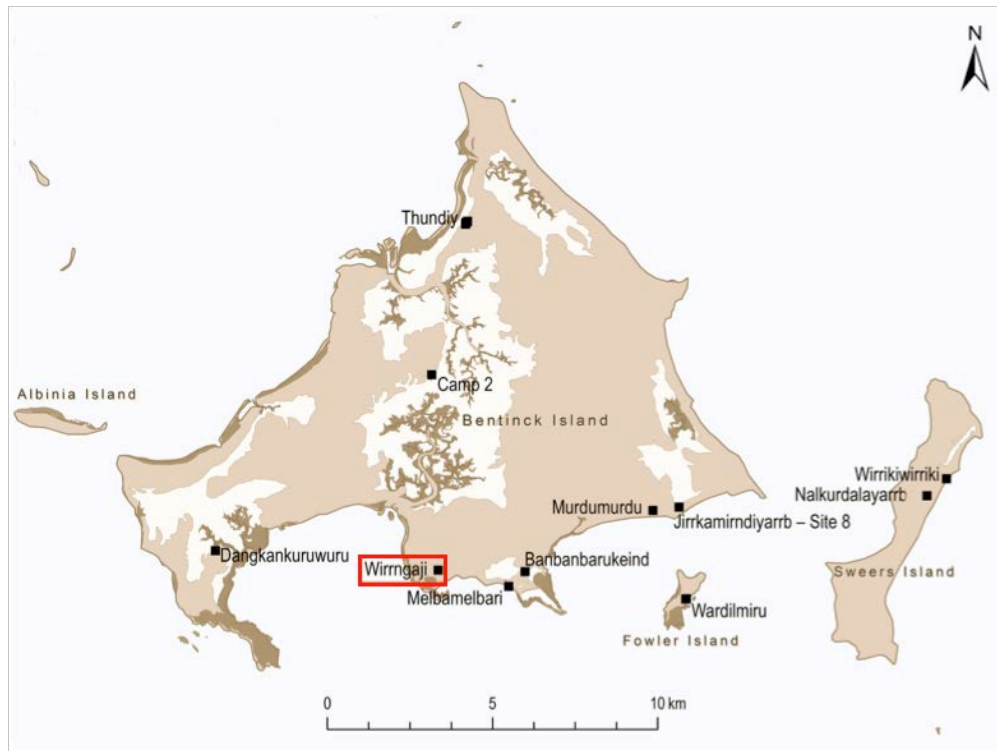 N
Thundiy
Camp 2
Albinia Island
Bentinck Island
Wirrikiwirriki
Nalkurdalayarrb
Murdumurdu
Jirrkamirndiyarrb – Site 8
Dangkankuruwuru
Wirrngaji
Banbanbarukeind
Sweers Island
Melbamelbari
Wardilmiru
Fowler Island
0 5 10 km